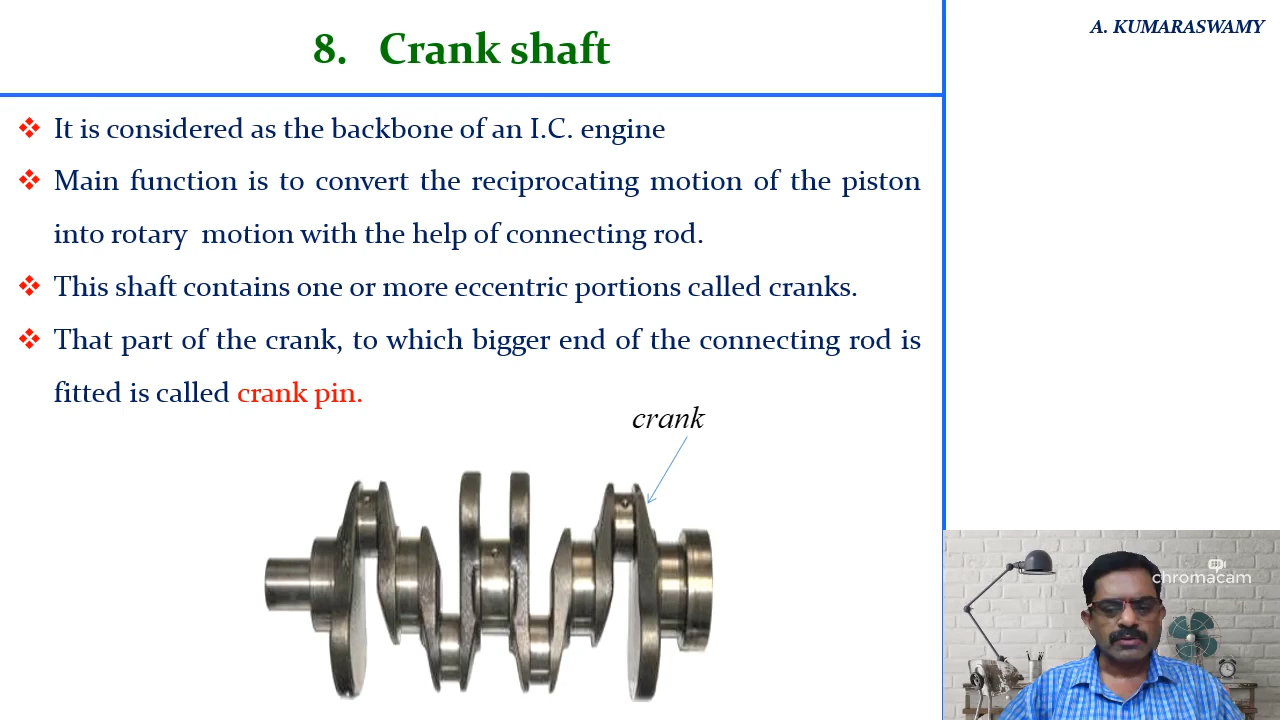 8. Crank shaft
A. KUMARASWAMY
❖ It is considered as the backbone of an I.C. engine
❖ Main function is to convert the reciprocating motion of the piston
into rotary motion with the help of connecting rod.
❖ This shaft contains one or more eccentric portions called cranks.
❖ That part of the crank, to which bigger end of the connecting rod is
fitted is called crank pin.
crank
chromacam